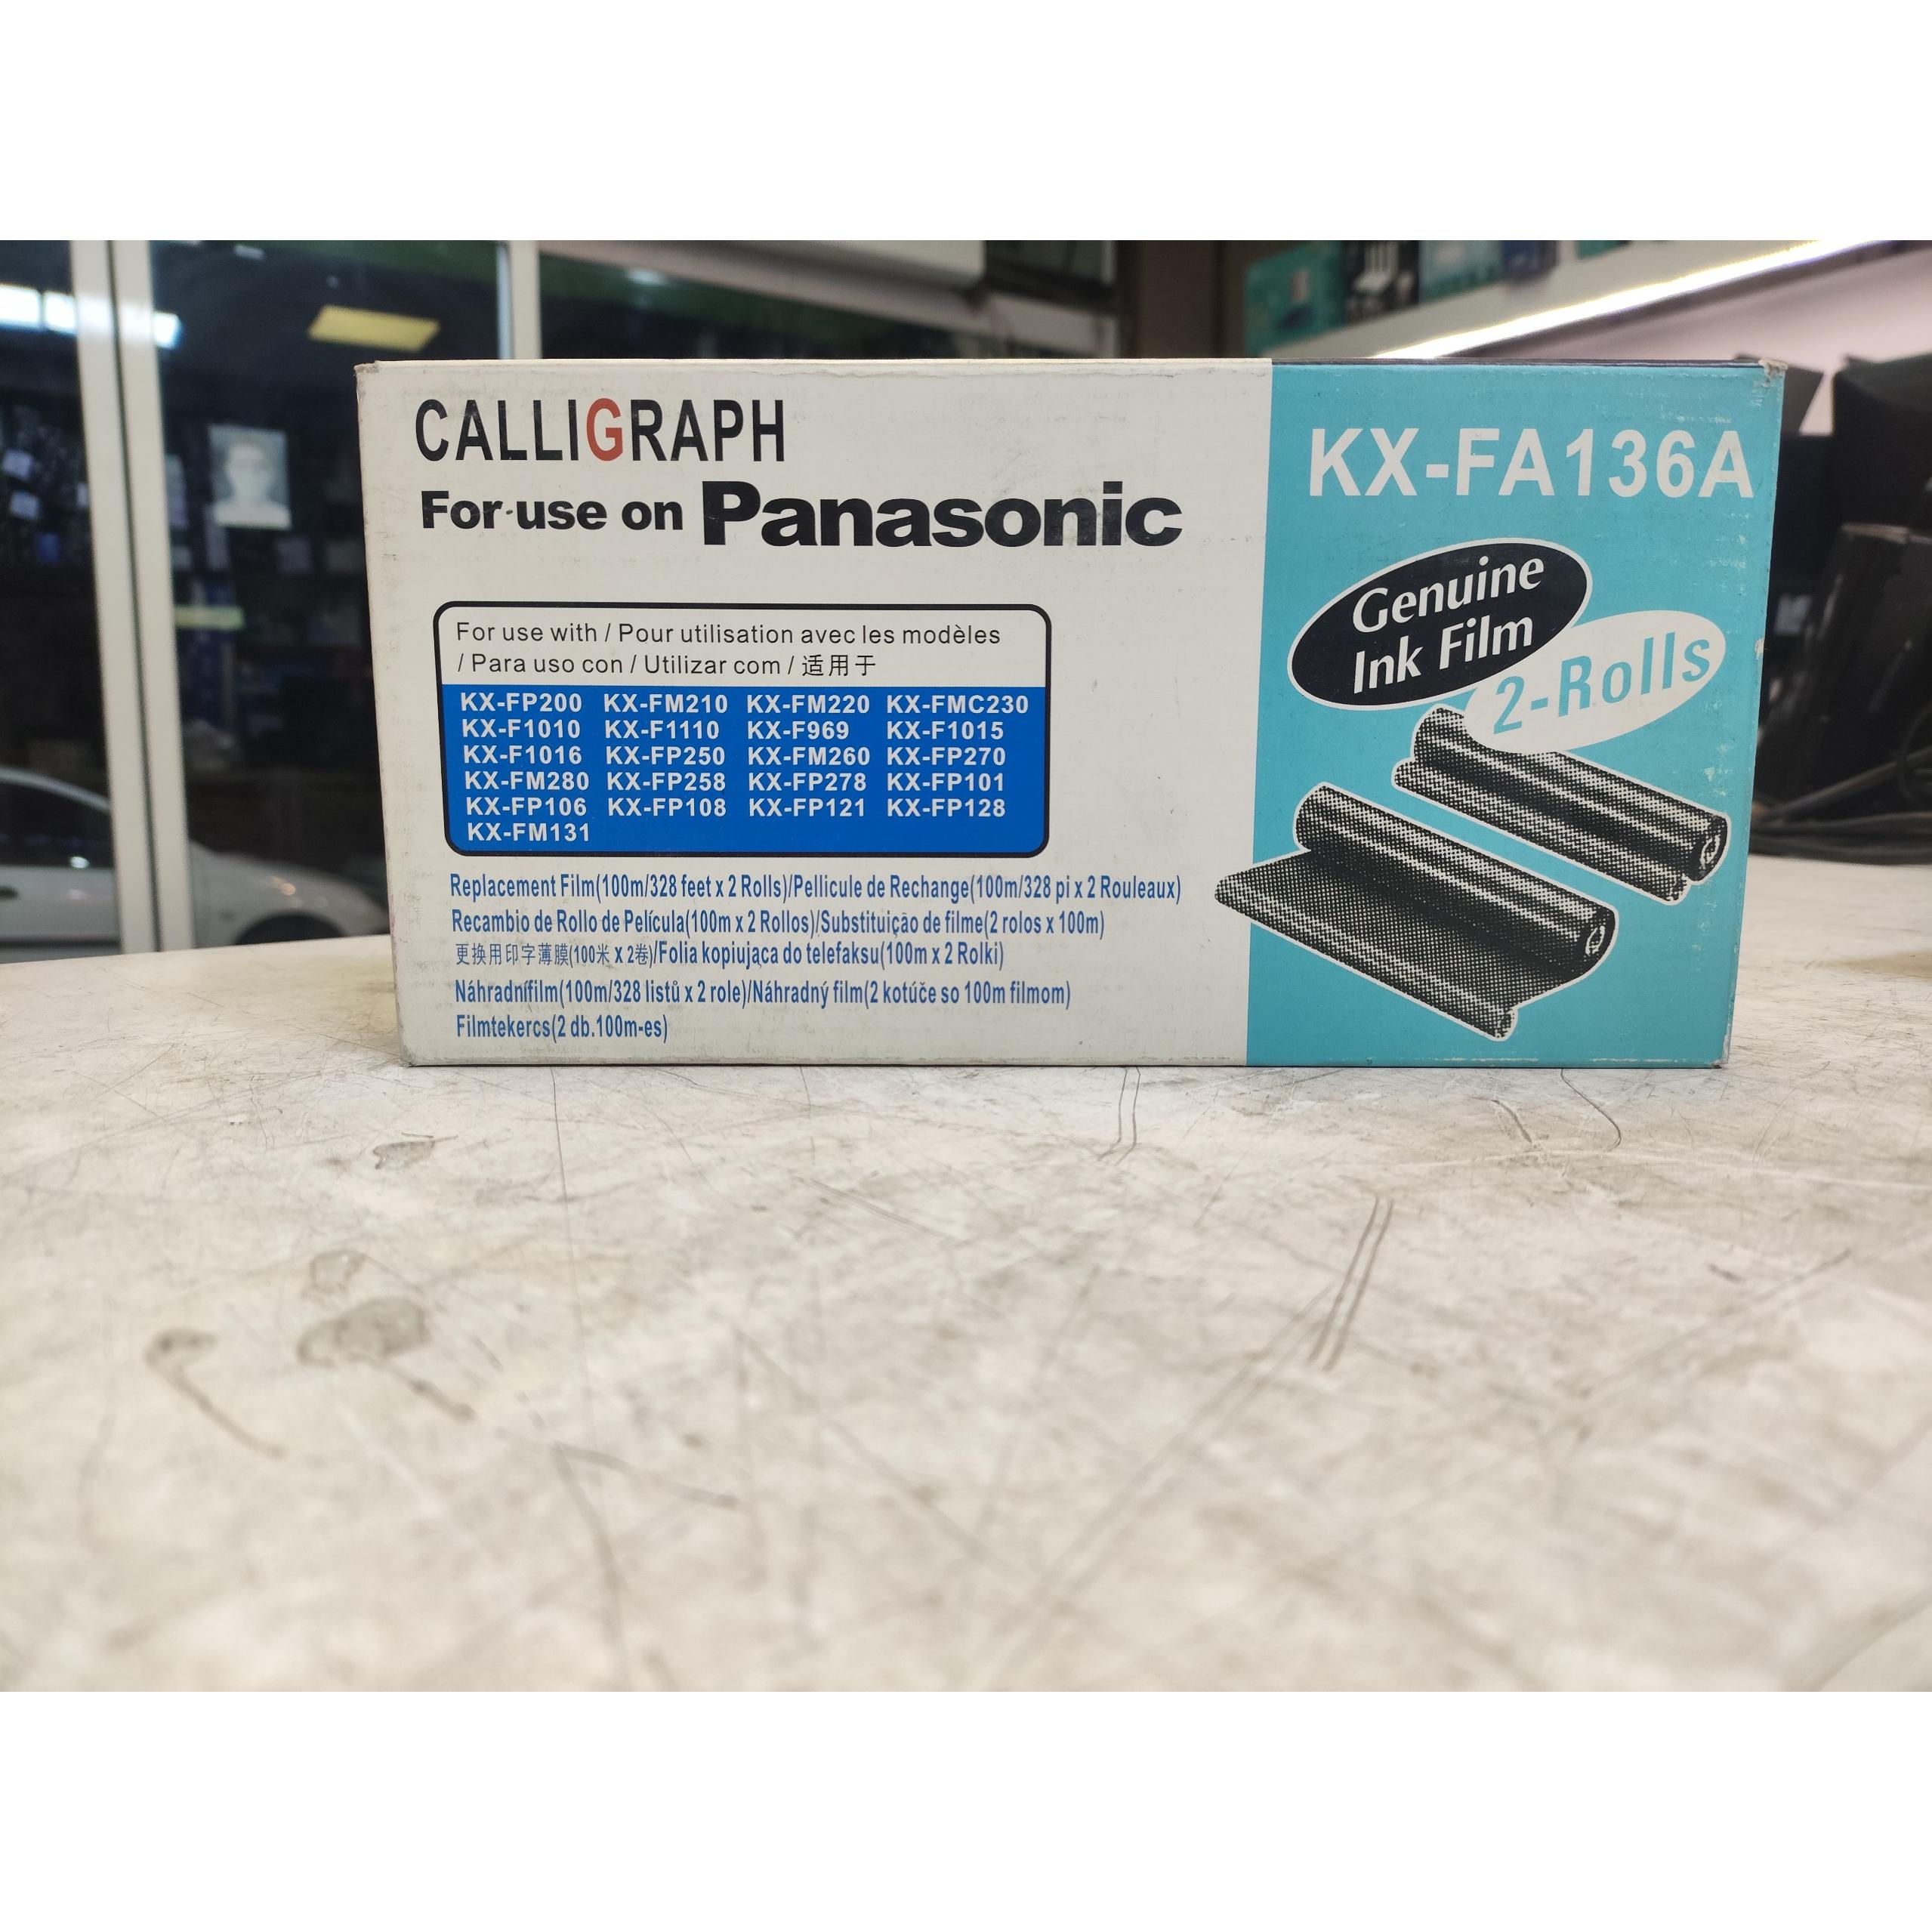 CALLIGRAPH
For use on Panasonic
For use with / Pour utilisation avec les modèles
/ Para uso con / Utilizar com / 适用于
KX-FP200 KX-FM210 KX-FM220 KX-FMC230
KX-F1010 KX-F1110 KX-F969 KX-F1015
KX-F1016 KX-FP250 KX-FM260 KX-FP270
KX-FM280 KX-FP258 KX-FP278 KX-FP101
KX-FP106 KX-FP108 KX-FP121 KX-FP128
KX-FM131
Replacement Film(100m/328 feet x 2 Rolls)/Pellicule de Rechange(100m/328 pi x 2 Rouleaux)
Recambio de Rollo de Película(100m x 2 Rollos)/Substituição de filme(2 rolos x 100m)
更换用印字薄膜(100米 x 2卷)/Folia kopiująca do telefaksu(100m x 2 Rolki)
Náhradnífilm(100m/328 listů x 2 role)/Náhradný film(2 kotúče so 100m filmom)
Filmtekercs(2 db.100m-es)
KX-FA136A
Genuine
Ink Film
2-Rolls